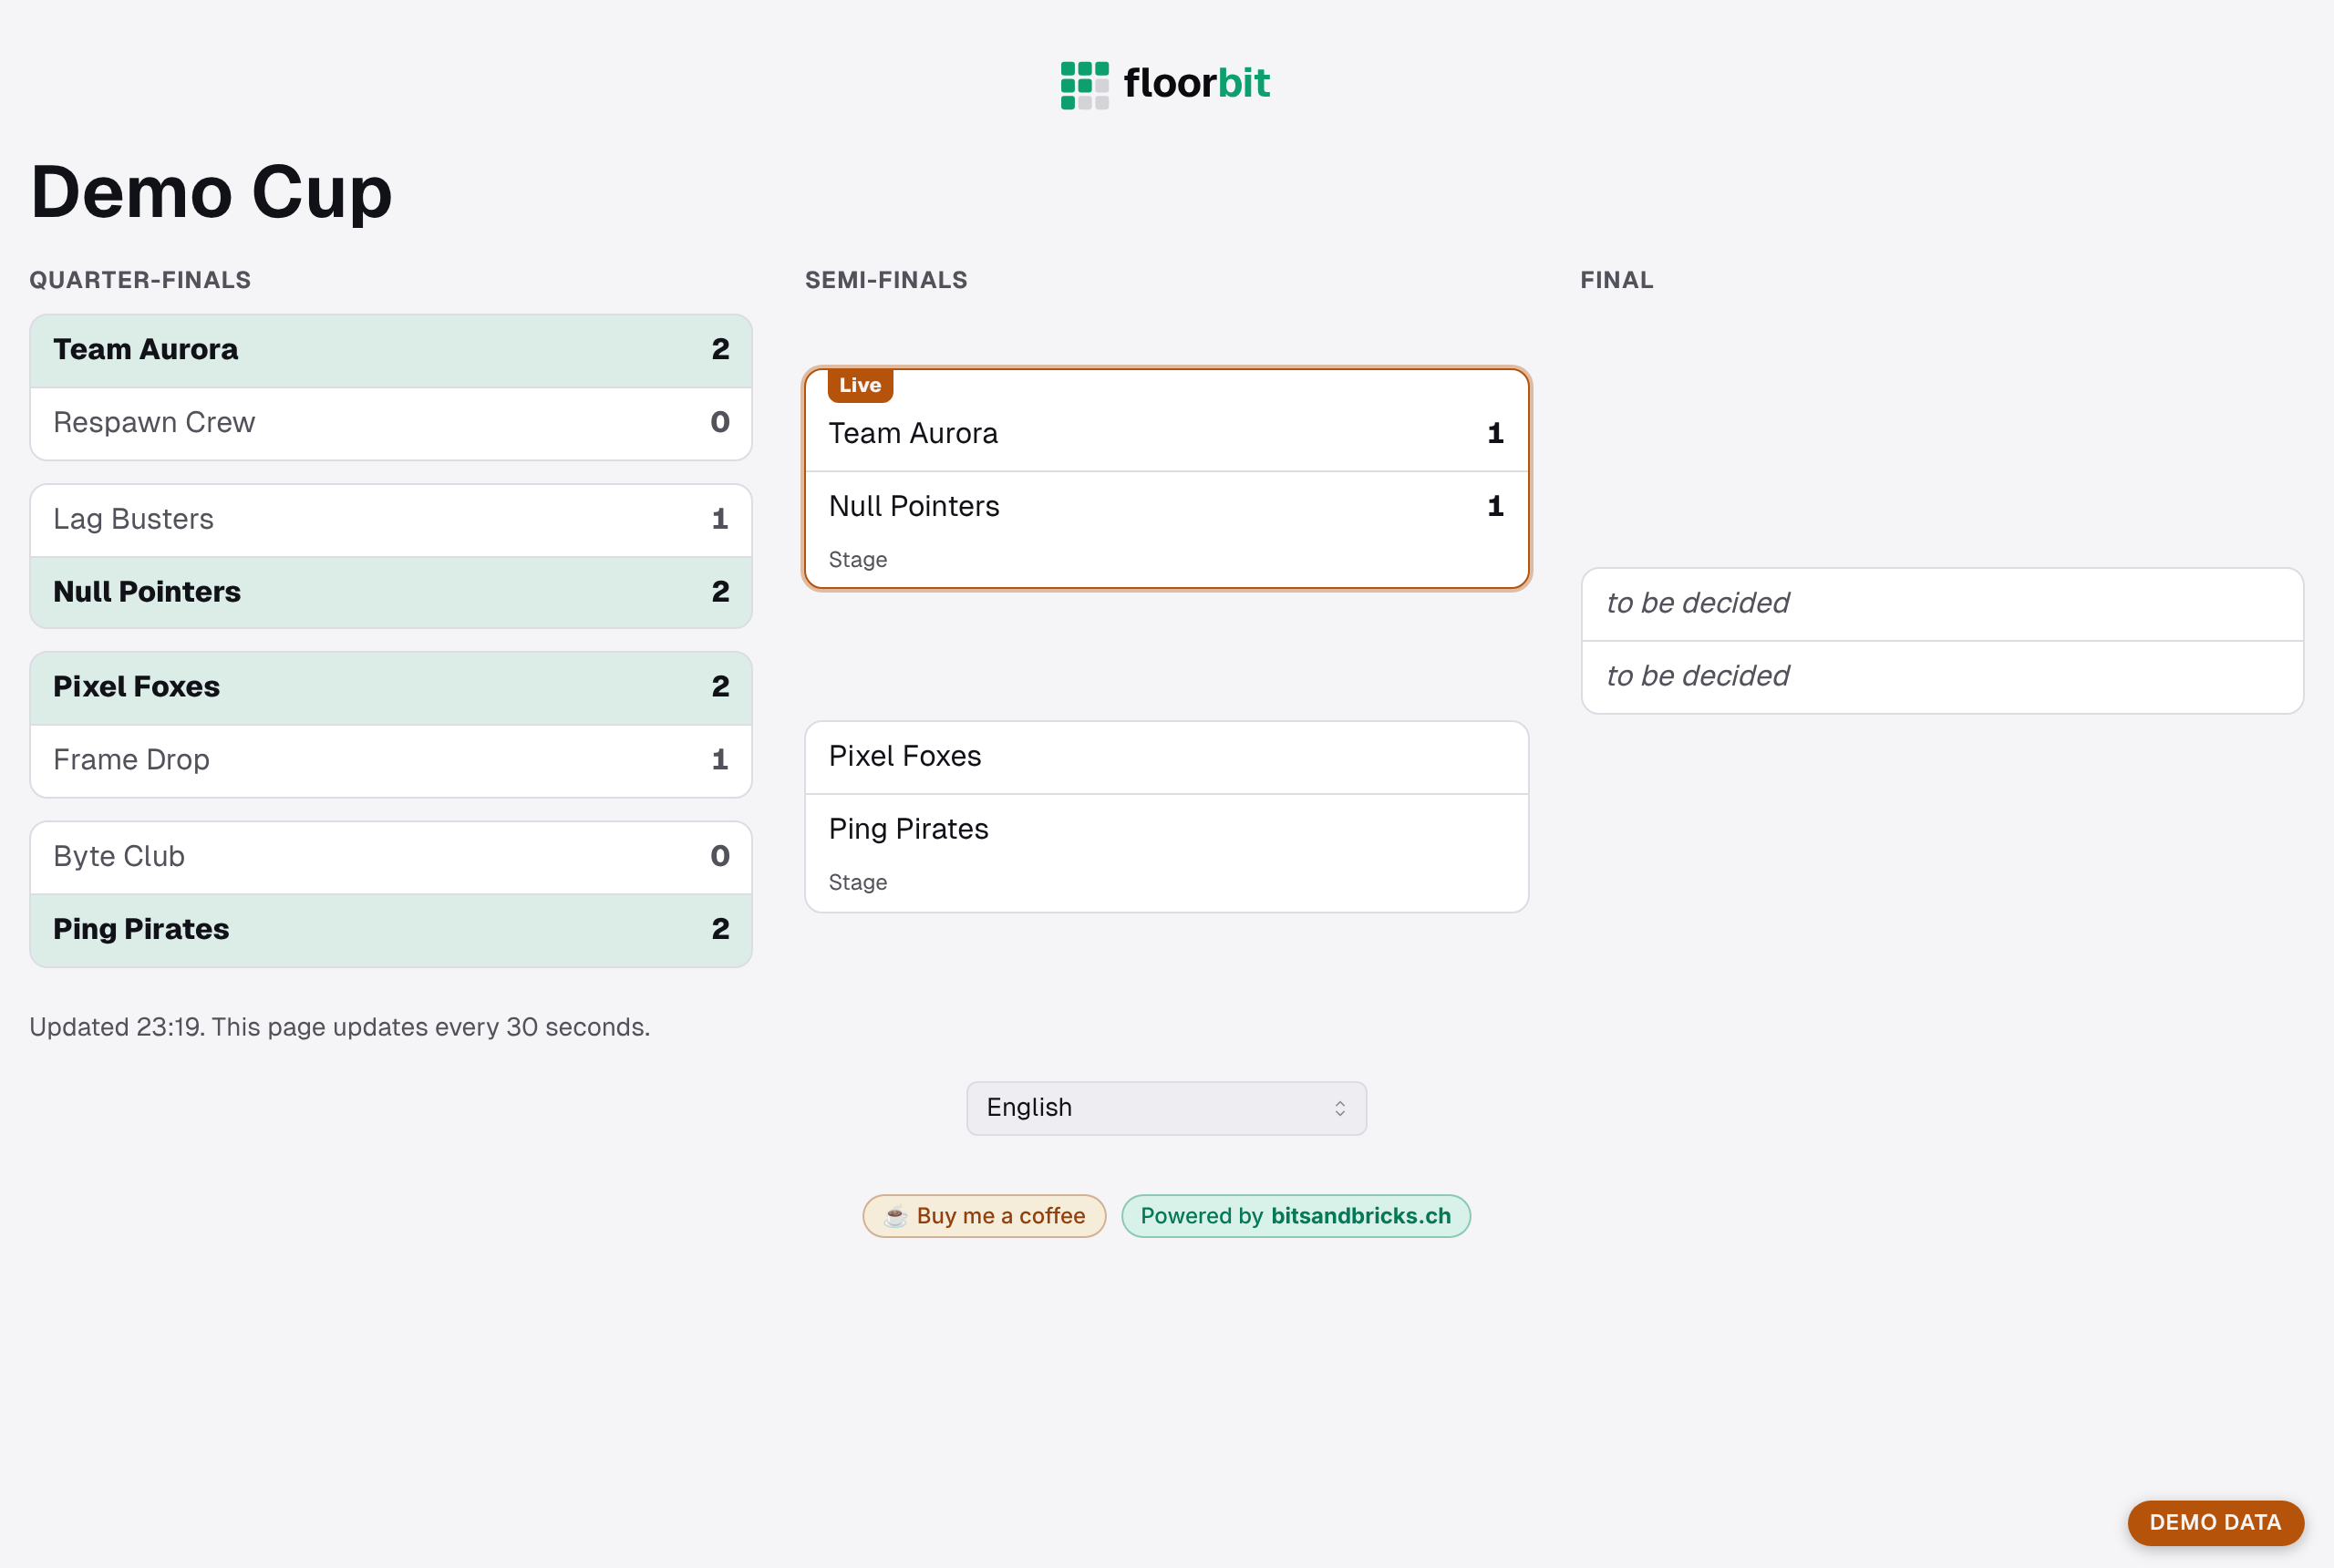 floorbit
Demo Cup
QUARTER-FINALS
Team Aurora 2
Respawn Crew 0
Lag Busters 1
Null Pointers 2
Pixel Foxes 2
Frame Drop 1
Byte Club 0
Ping Pirates 2
SEMI-FINALS
Live
Team Aurora 1
Null Pointers 1
Stage
Pixel Foxes
Ping Pirates
Stage
FINAL
to be decided
to be decided
Updated 23:19. This page updates every 30 seconds.
English
☕ Buy me a coffee
Powered by bitsandbricks.ch
DEMO DATA